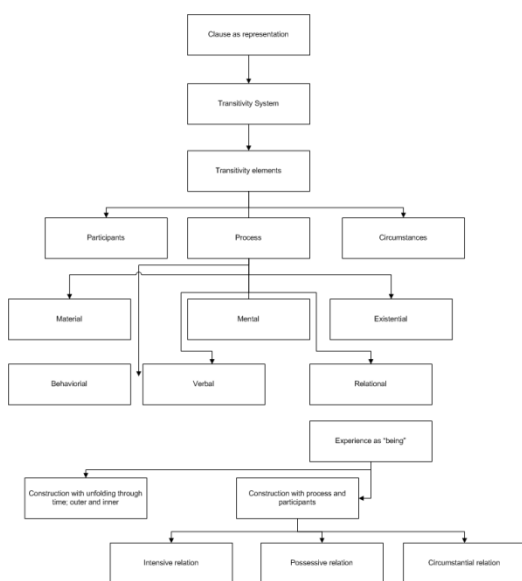 Clause as representation
Transitivity System
Transitivity elements
Participants
Process
Circumstances
Material
Mental
Existential
Behaviorial
Verbal
Relational
Experience as "being"
Construction with unfolding through
time; outer and inner
Construction with process and
participants
Intensive relation
Possessive relation
Circumstantial relation